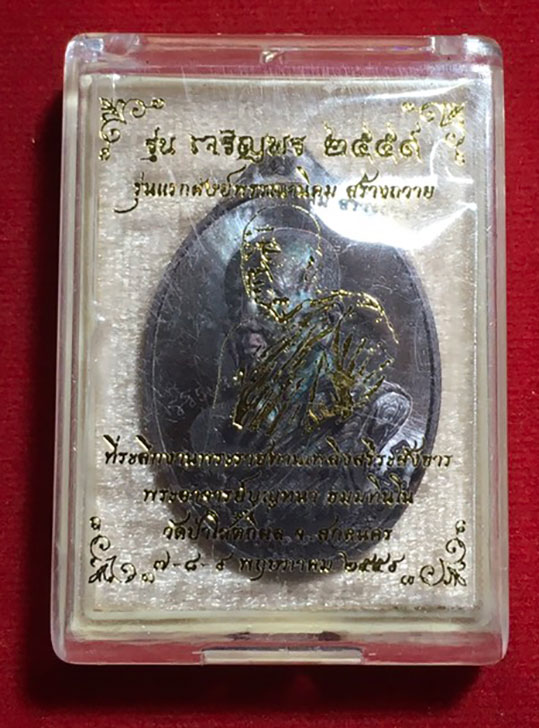 รุ่น เจริญพร ๒๕๕๙
รุ่นแรกศิษย์พรรณานิคม สร้างถวาย
ที่ระลึกงานพระราชทานเพลิงสรีระสังขาร
พระอาจารย์บุญหนา ธมฺมทินฺโน
วัดป่าโสตถิผล จ. สกลนคร
๗-๘-๙ พฤษภาคม ๒๕๕๙